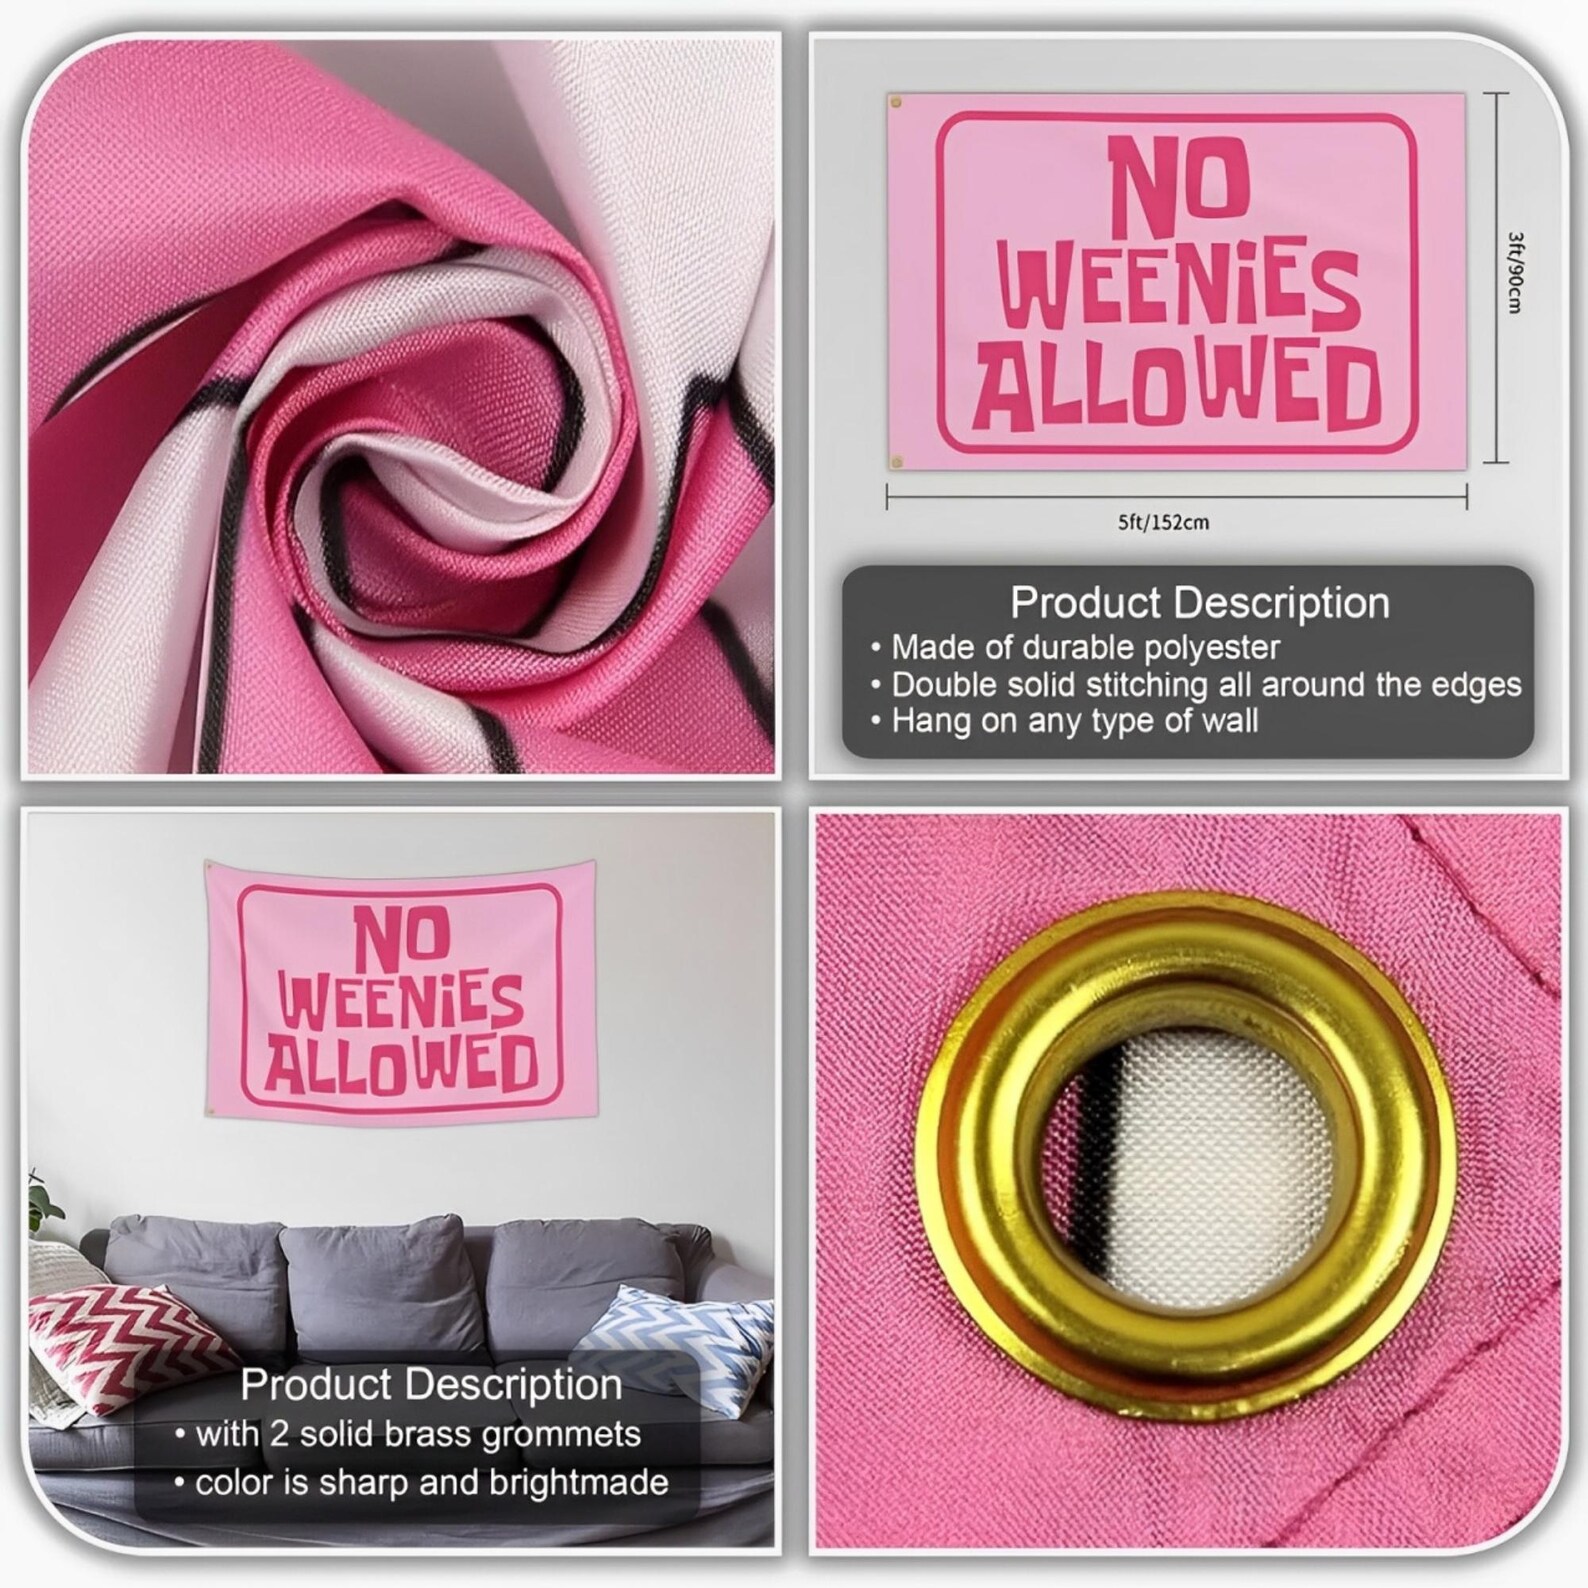 NO
WEENiES
ALLOWED
3ft/90cm
5ft/152cm
Product Description
• Made of durable polyester
• Double solid stitching all around the edges
• Hang on any type of wall
NO
WEENiES
ALLOWED
Product Description
• with 2 solid brass grommets
• color is sharp and brightmade